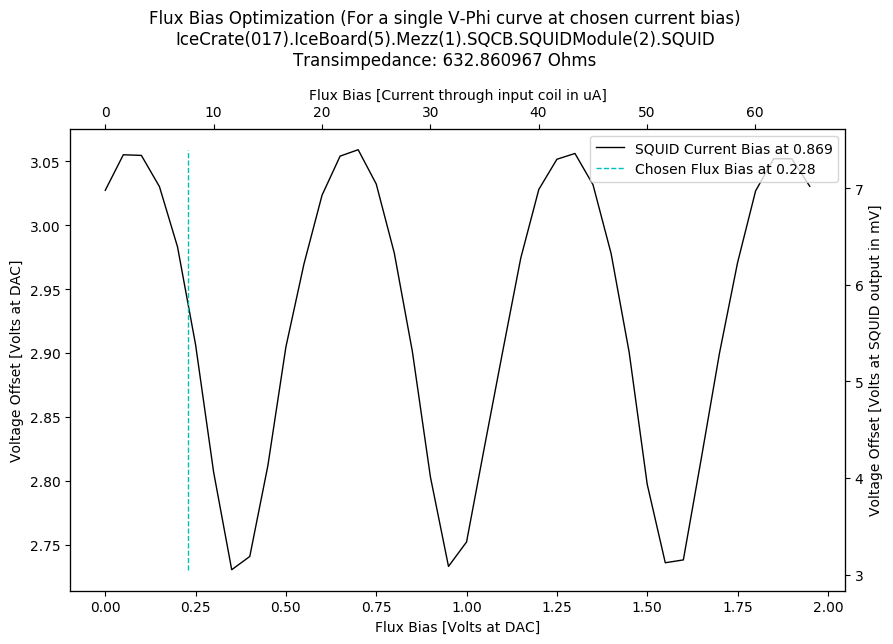 Flux Bias Optimization (For a single V-Phi curve at chosen current bias)
IceCrate(017).IceBoard(5).Mezz(1).SQCB.SQUIDModule(2).SQUID
Transimpedance: 632.860967 Ohms
Flux Bias [Current through input coil in uA]
0 10 20 30 40 50 60
SQUID Current Bias at 0.869
Chosen Flux Bias at 0.228
Voltage Offset [Volts at DAC]
3.05
3.00
2.95
2.90
2.85
2.80
2.75
7
6
5
4
3
Voltage Offset [Volts at SQUID output in mV]
0.00 0.25 0.50 0.75 1.00 1.25 1.50 1.75 2.00
Flux Bias [Volts at DAC]